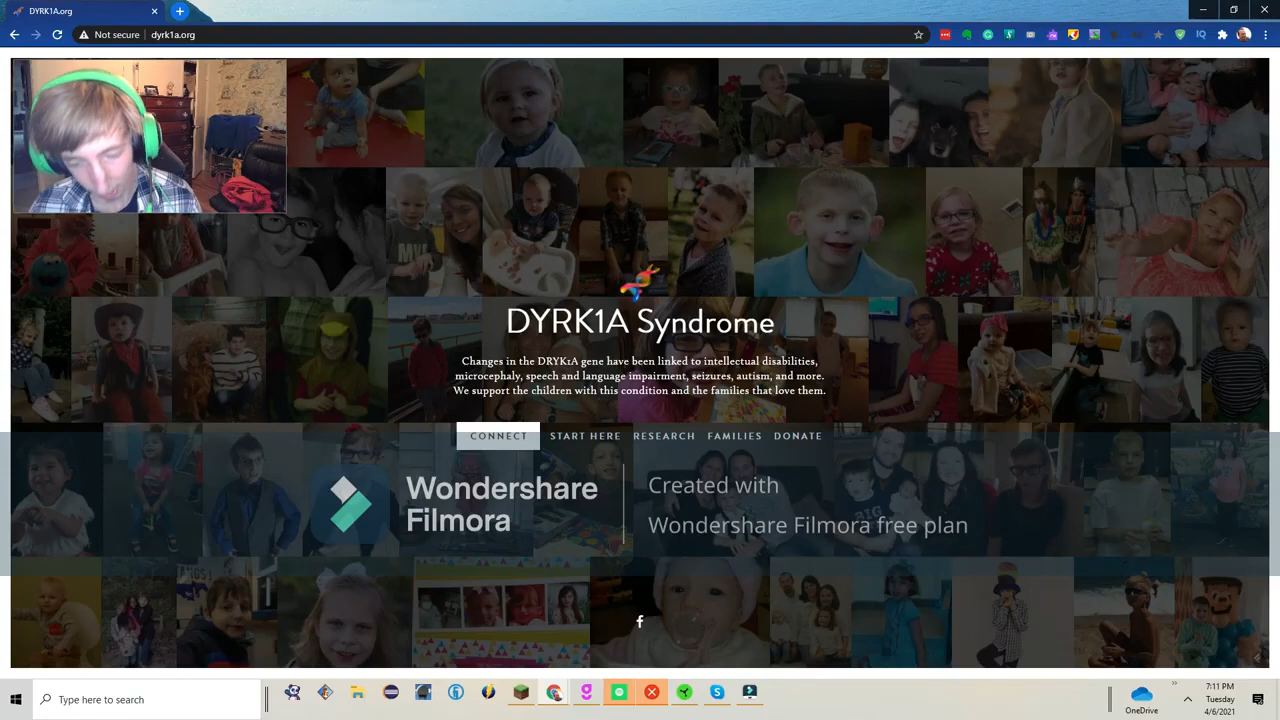 DYRK1A.org
Not secure
dyrk1a.org
DYRK1A Syndrome
Changes in the DRYK1A gene have been linked to intellectual disabilities,
microcephaly, speech and language impairment, seizures, autism, and more.
We support the children with this condition and the families that love them.
CONNECT START HERE RESEARCH FAMILIES DONATE
Wondershare
Filmora
Created with
Wondershare Filmora free plan
Type here to search
OneDrive
7:11 PM
Tuesday
4/6/2021